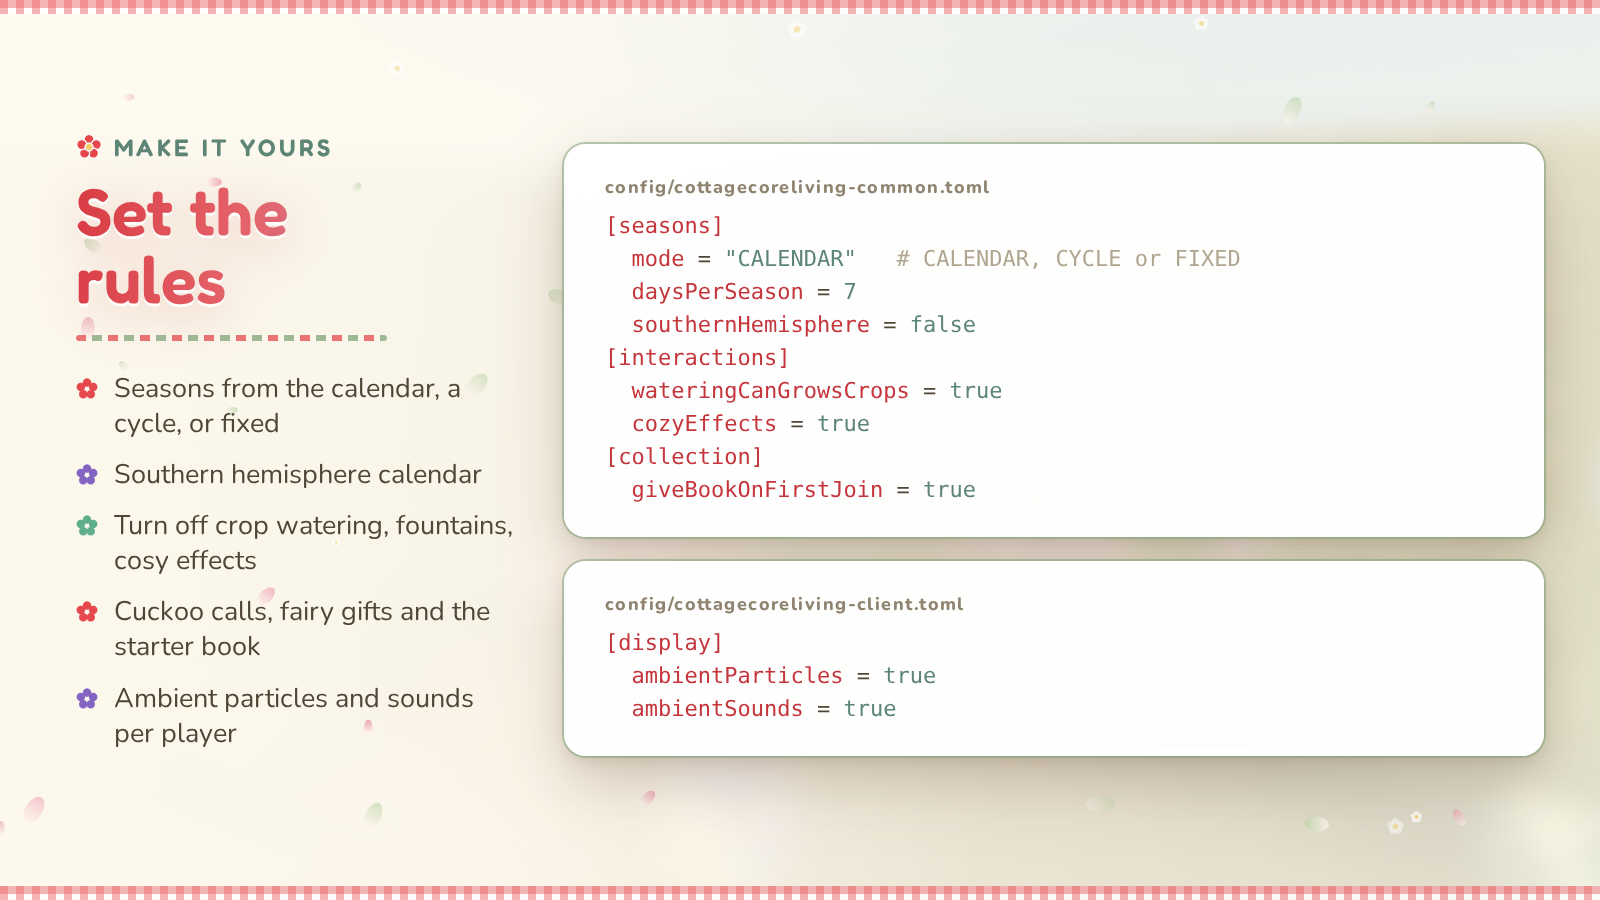 MAKE IT YOURS
Set the
rules
Seasons from the calendar, a
cycle, or fixed
Southern hemisphere calendar
Turn off crop watering, fountains,
cosy effects
Cuckoo calls, fairy gifts and the
starter book
Ambient particles and sounds
per player
config/cottagecoreliving-common.toml
[seasons]
  mode = "CALENDAR"   # CALENDAR, CYCLE or FIXED
  daysPerSeason = 7
  southernHemisphere = false
[interactions]
  wateringCanGrowsCrops = true
  cozyEffects = true
[collection]
  giveBookOnFirstJoin = true
config/cottagecoreliving-client.toml
[display]
  ambientParticles = true
  ambientSounds = true